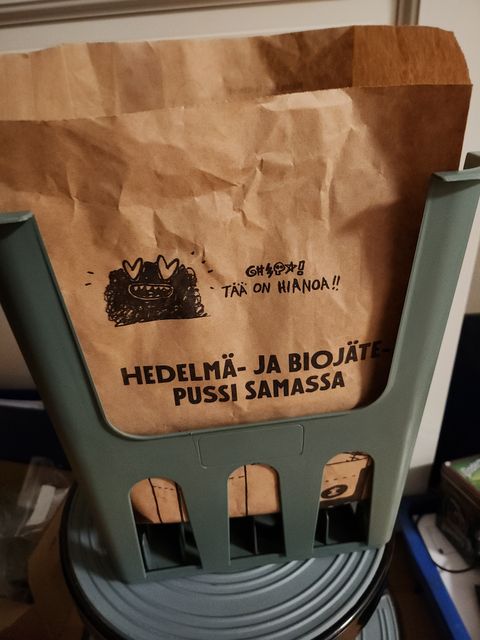 @#$%&!
TÄÄ ON HIANOA!!
HEDELMÄ- JA BIOJÄTE-
PUSSI SAMASSA